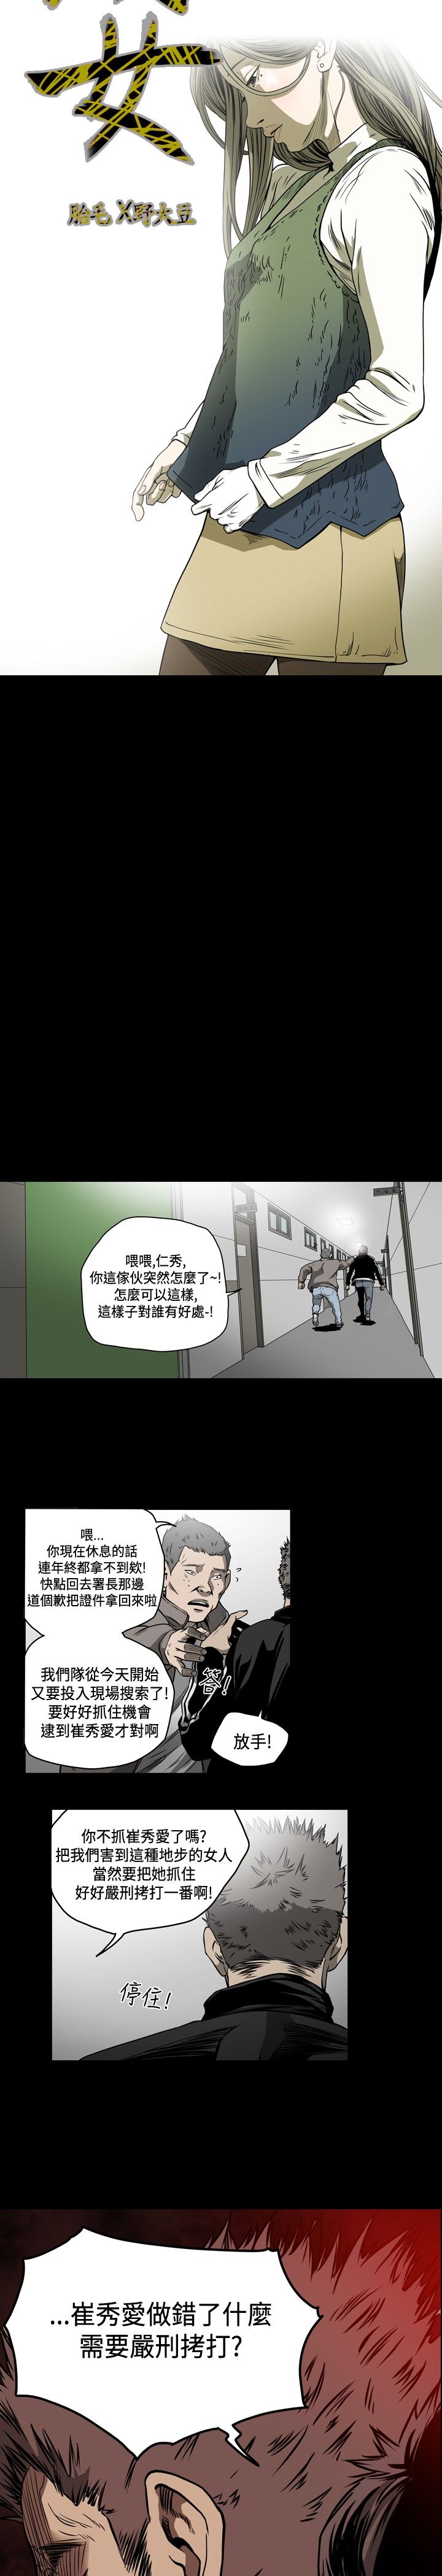 女
胎毛 X野大豆
喂喂,仁秀,
你這傢伙突然怎麼了~!
怎麼可以這樣,
這樣子對誰有好處-!
喂...
你現在休息的話
連年終都拿不到欸!
快點回去署長那邊
道個歉把證件拿回來啦
我們隊從今天開始
又要投入現場搜索了!
要好好抓住機會
逮到崔秀愛才對啊
答!
放手!
你不抓崔秀愛了嗎?
把我們害到這種地步的女人
當然要把她抓住
好好嚴刑拷打一番啊!
停住!
...崔秀愛做錯了什麼
需要嚴刑拷打?